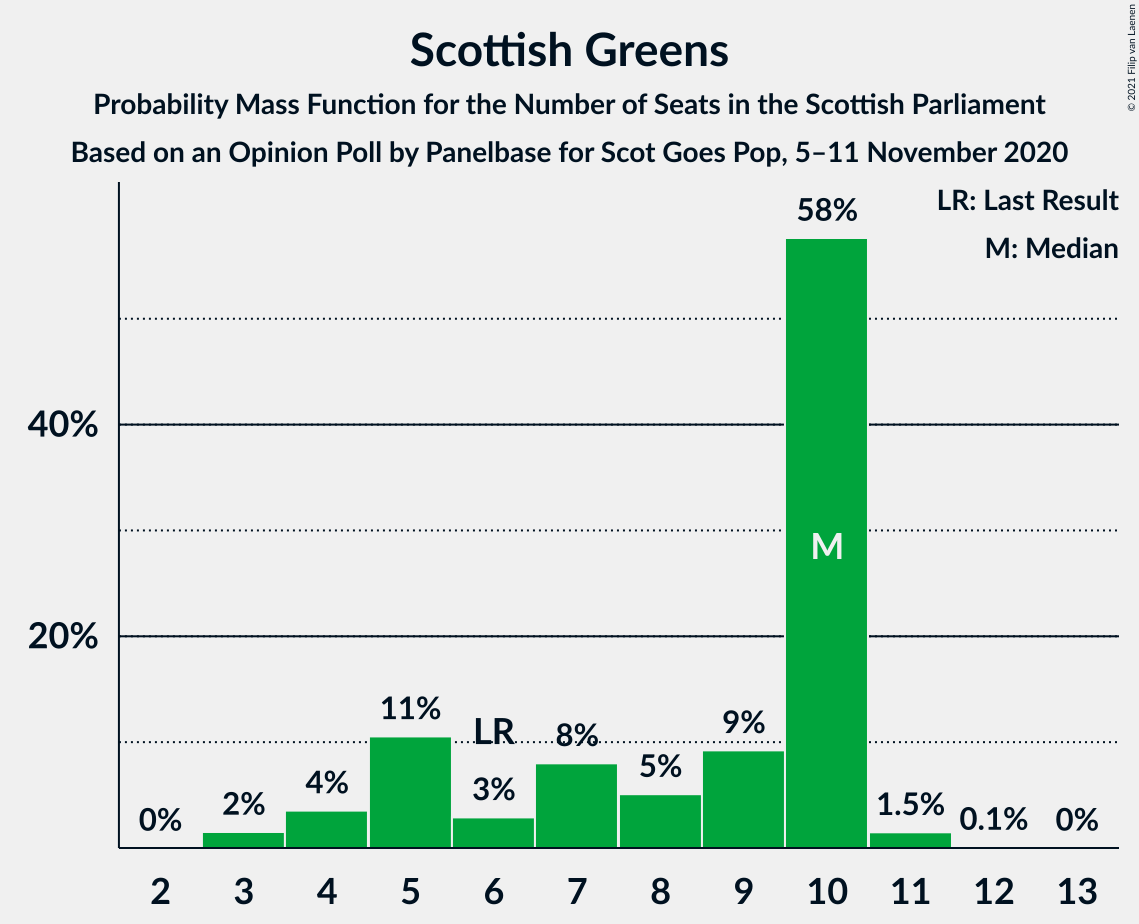 Scottish Greens
Probability Mass Function for the Number of Seats in the Scottish Parliament
Based on an Opinion Poll by Panelbase for Scot Goes Pop, 5–11 November 2020
© 2021 Filip van Laenen
LR: Last Result
M: Median
58%
40%
M
20%
11%
LR
8%
9%
5%
4%
3%
2%
1.5%
0%
0.1%
0%
2 3 4 5 6 7 8 9 10 11 12 13